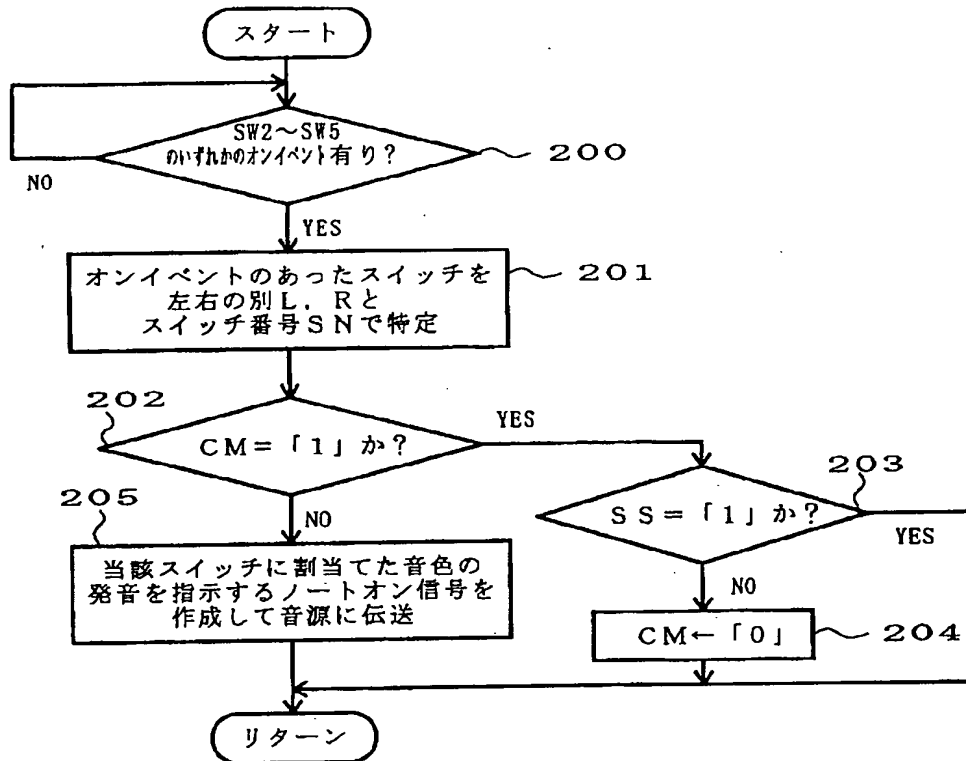 スタート
SW2～SW5
のいずれかのオンイベント有り?
200
NO
YES
オンイベントのあったスイッチを
左右の別L，Rと
スイッチ番号SNで特定
201
202
CM=「1」か?
YES
NO
203
SS=「1」か?
YES
NO
205
当該スイッチに割当てた音色の
発音を指示するノートオン信号を
作成して音源に伝送
CM←「0」
204
リターン